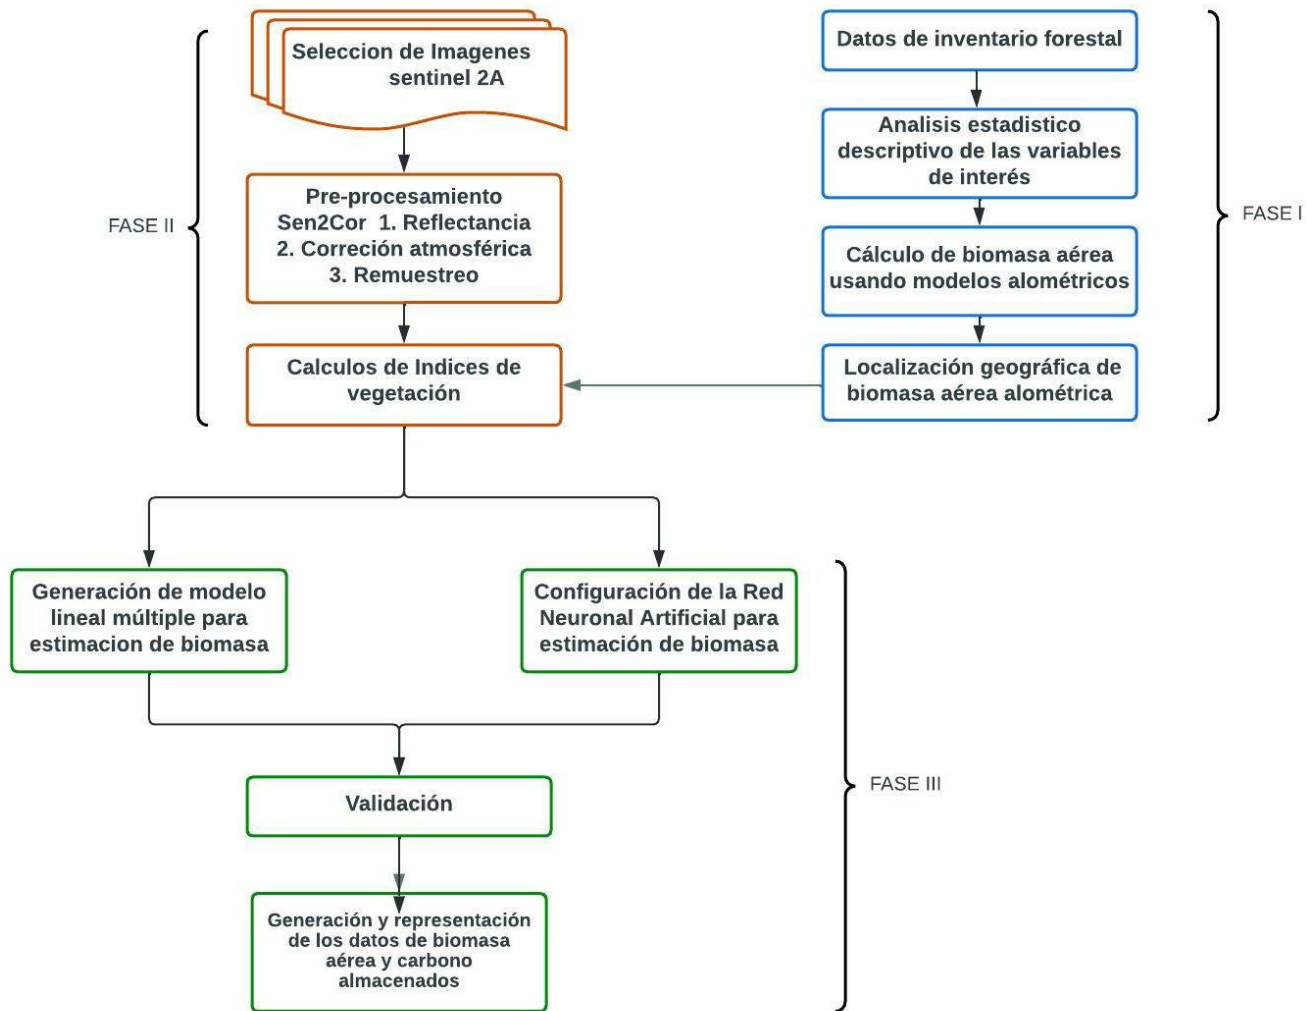 Seleccion de Imagenes
sentinel 2A
Pre-procesamiento
Sen2Cor 1. Reflectancia
2. Correción atmosférica
3. Remuestreo
FASE II
Calculos de Indices de
vegetación
Datos de inventario forestal
Analisis estadistico
descriptivo de las variables
de interés
FASE I
Cálculo de biomasa aérea
usando modelos alométricos
Localización geográfica de
biomasa aérea alométrica
Generación de modelo
lineal múltiple para
estimacion de biomasa
Configuración de la Red
Neuronal Artificial para
estimación de biomasa
Validación
FASE III
Generación y representación
de los datos de biomasa
aérea y carbono
almacenados